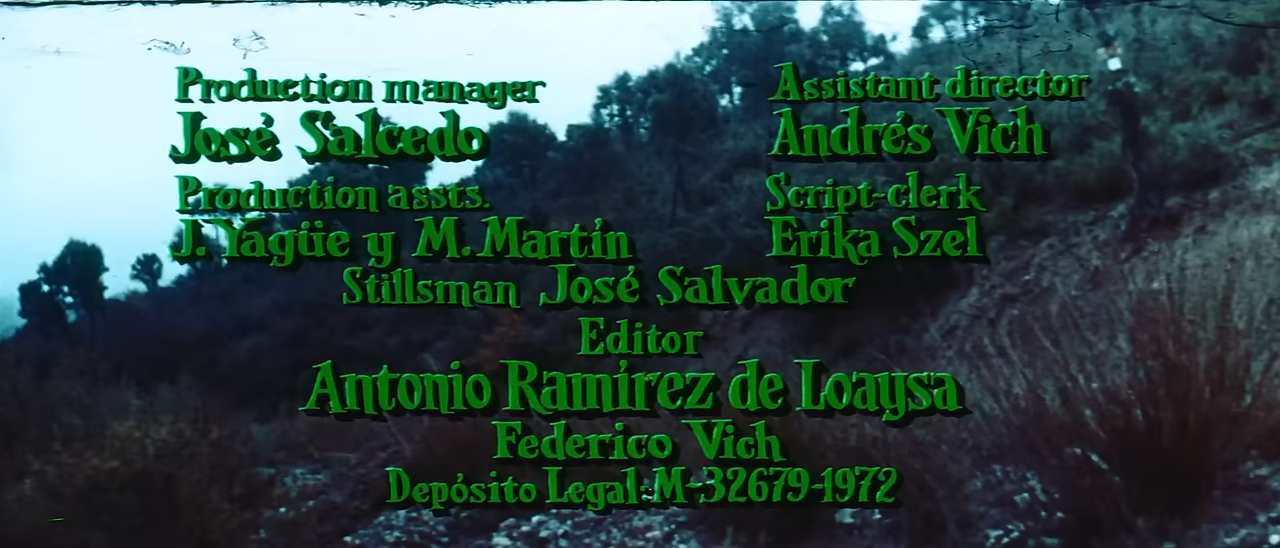 Production manager
José Salcedo
Assistant director
Andrés Vich
Production assts.
J. Yagüe y M. Martín
Script-clerk
Erika Szel
Stillsman José Salvador
Editor
Antonio Ramírez de Loaysa
Federico Vich
Depósito Legal: M-32679-1972